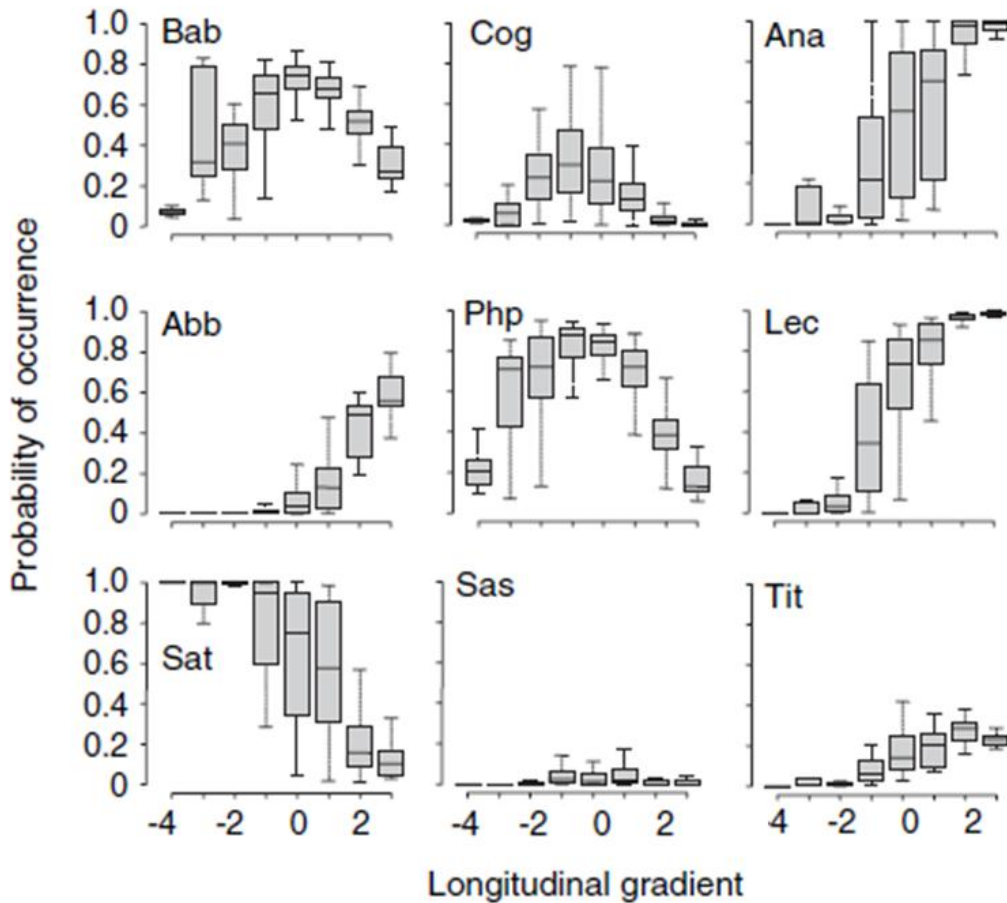 Probability of occurrence
1.0 Bab Cog Ana
0.8
0.6
0.4
0.2
0
1.0 Abb Php Lec
0.8
0.6
0.4
0.2
0
1.0 Sas Tit
0.8
0.6 Sat
0.4
0.2
0
-4 -2 0 2 -4 -2 0 2 -4 -2 0 2
Longitudinal gradient